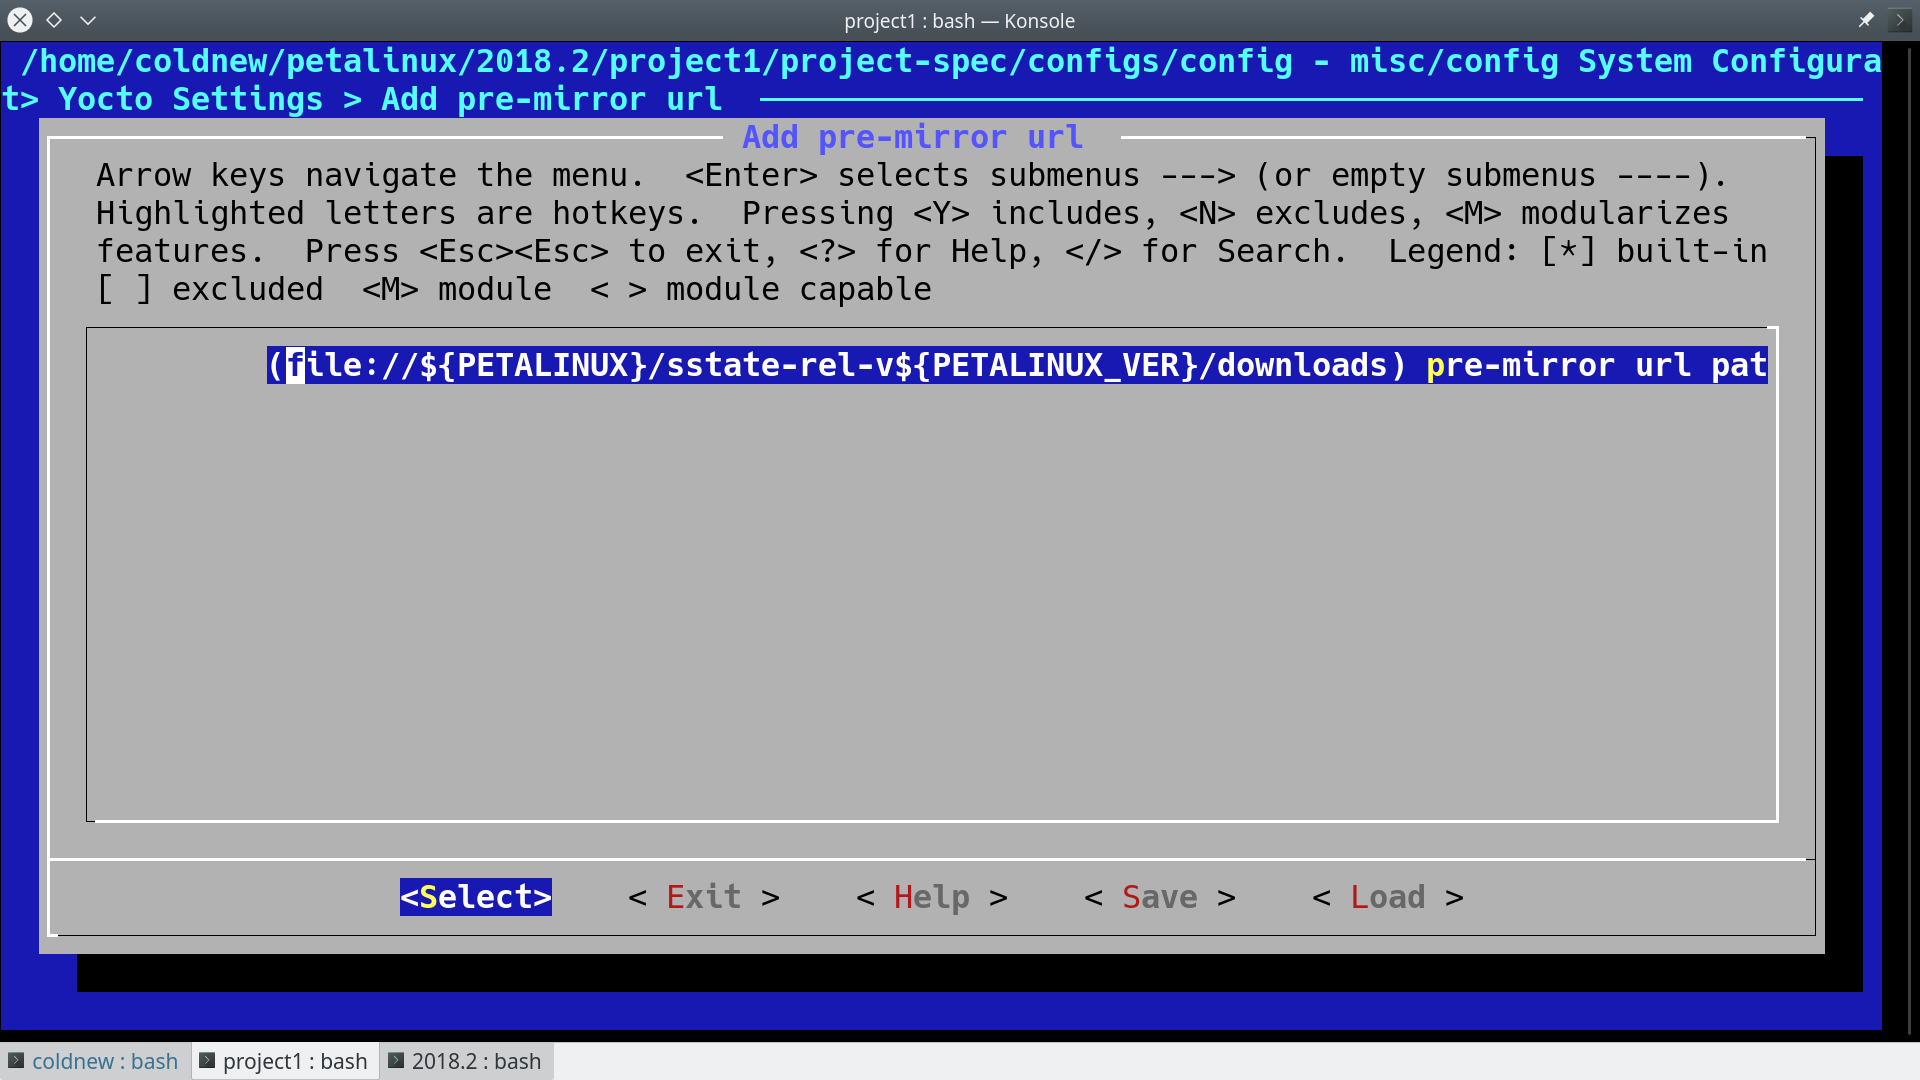 project1 : bash — Konsole
/home/coldnew/petalinux/2018.2/project1/project-spec/configs/config - misc/config System Configura
t> Yocto Settings > Add pre-mirror url
Add pre-mirror url
Arrow keys navigate the menu.  <Enter> selects submenus ---> (or empty submenus ----).
Highlighted letters are hotkeys.  Pressing <Y> includes, <N> excludes, <M> modularizes
features.  Press <Esc><Esc> to exit, <?> for Help, </> for Search.  Legend: [*] built-in
[ ] excluded  <M> module  < > module capable
(file://${PETALINUX}/sstate-rel-v${PETALINUX_VER}/downloads) pre-mirror url pat
<Select>    < Exit >    < Help >    < Save >    < Load >
coldnew : bash    project1 : bash    2018.2 : bash